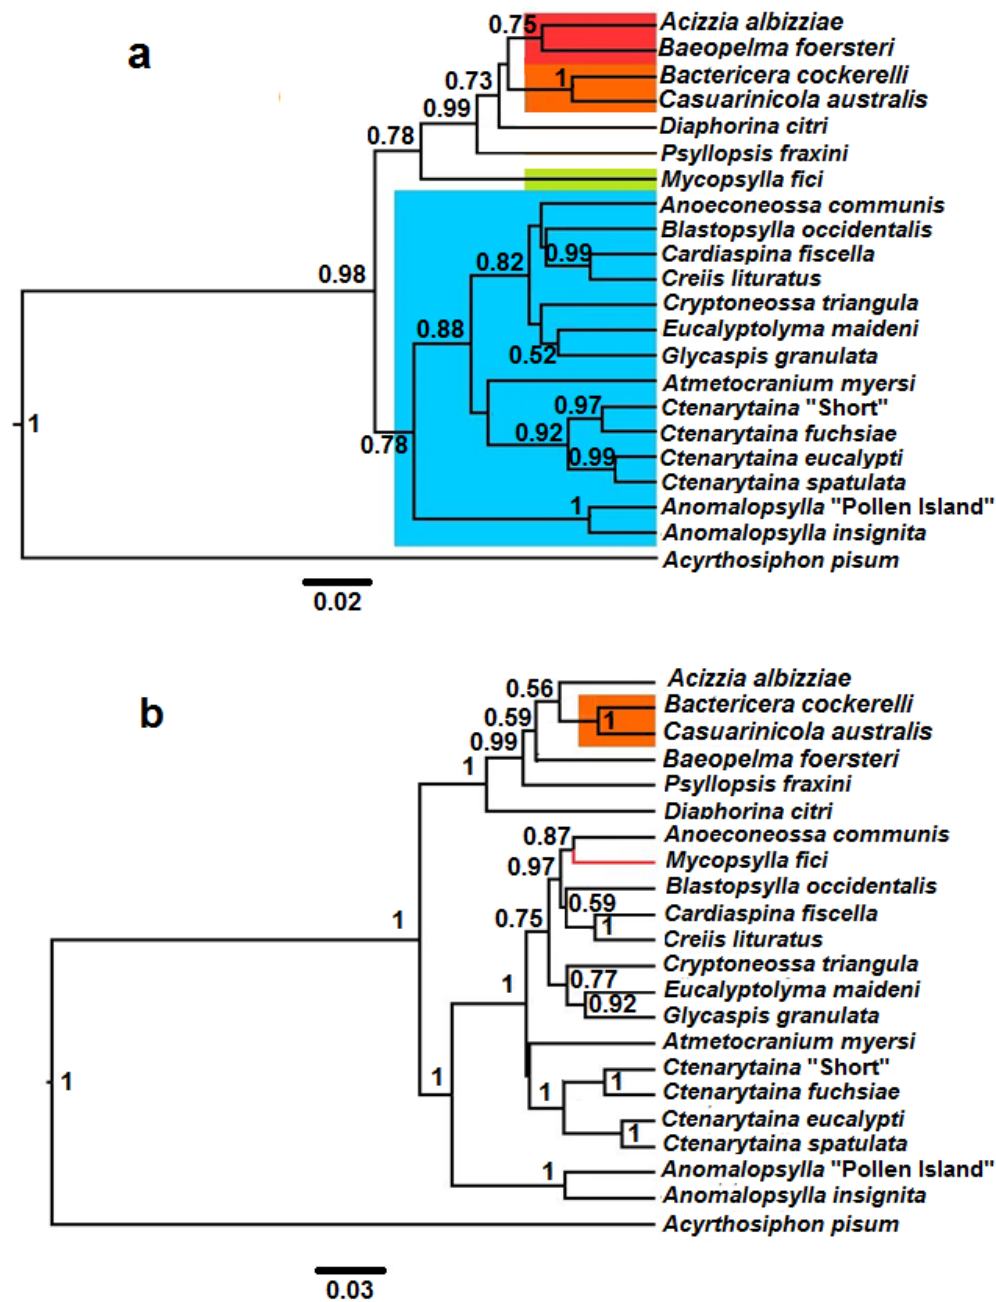 a
0.75
Acizzia albizziae
Baeopelma foersteri
0.73
1
Bactericera cockerelli
Casuarinicola australis
0.99
Diaphorina citri
0.78
Psyllopsis fraxini
Mycopsylla fici
Anoeconeossa communis
Blastopsylla occidentalis
0.99
Cardiaspina fiscella
0.82
0.98
Creiis lituratus
Cryptoneossa triangula
0.88
Eucalyptolyma maideni
0.52
Glycaspis granulata
Atmetocranium myersi
0.97
Ctenarytaina "Short"
1
0.92
Ctenarytaina fuchsiae
0.78
0.99
Ctenarytaina eucalypti
Ctenarytaina spatulata
1
Anomalopsylla "Pollen Island"
Anomalopsylla insignita
Acyrthosiphon pisum
0.02
b
0.56
Acizzia albizziae
Bactericera cockerelli
0.59
1
Casuarinicola australis
0.99
Baeopelma foersteri
1
Psyllopsis fraxini
Diaphorina citri
0.87
Anoeconeossa communis
0.97
Mycopsylla fici
Blastopsylla occidentalis
0.59
Cardiaspina fiscella
0.75
1
1
Creiis lituratus
Cryptoneossa triangula
0.77
1
Eucalyptolyma maideni
0.92
Glycaspis granulata
Atmetocranium myersi
Ctenarytaina "Short"
1
1
1
1
Ctenarytaina fuchsiae
Ctenarytaina eucalypti
1
Ctenarytaina spatulata
1
Anomalopsylla "Pollen Island"
Anomalopsylla insignita
Acyrthosiphon pisum
0.03